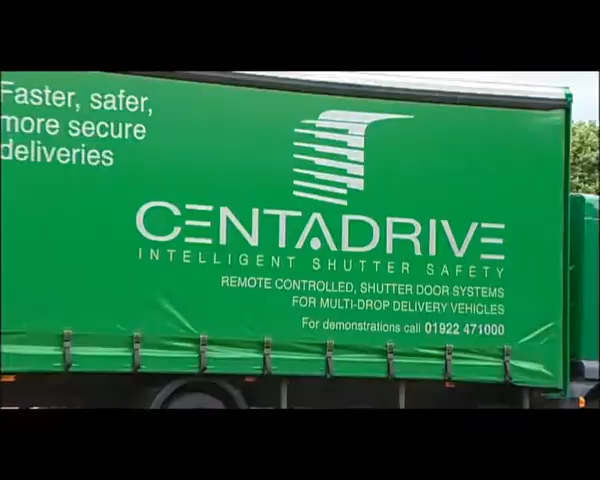 Faster, safer,
more secure
deliveries
CENTADRIVE
INTELLIGENT SHUTTER SAFETY
REMOTE CONTROLLED, SHUTTER DOOR SYSTEMS
FOR MULTI-DROP DELIVERY VEHICLES
For demonstrations call 01922 471000